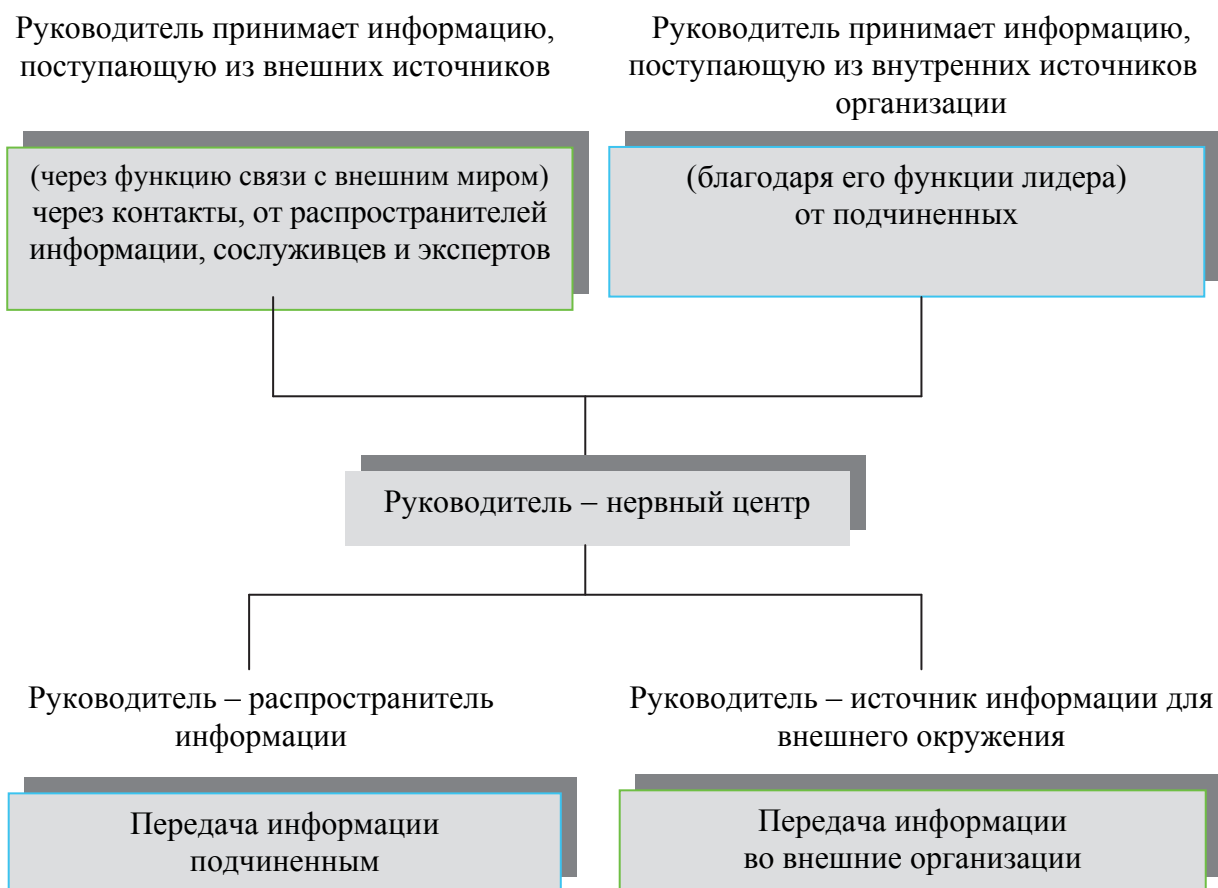 Руководитель принимает информацию,
поступающую из внешних источников
Руководитель принимает информацию,
поступающую из внутренних источников
организации
(через функцию связи с внешним миром)
через контакты, от распространителей
информации, сослуживцев и экспертов
(благодаря его функции лидера)
от подчиненных
Руководитель – нервный центр
Руководитель – распространитель
информации
Руководитель – источник информации для
внешнего окружения
Передача информации
подчиненным
Передача информации
во внешние организации